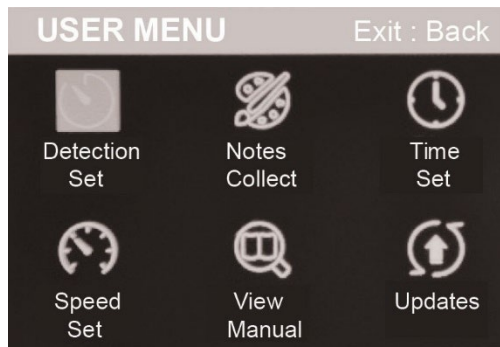 USER MENU Exit : Back
Detection Notes Time
Set Collect Set
Speed View Updates
Set Manual